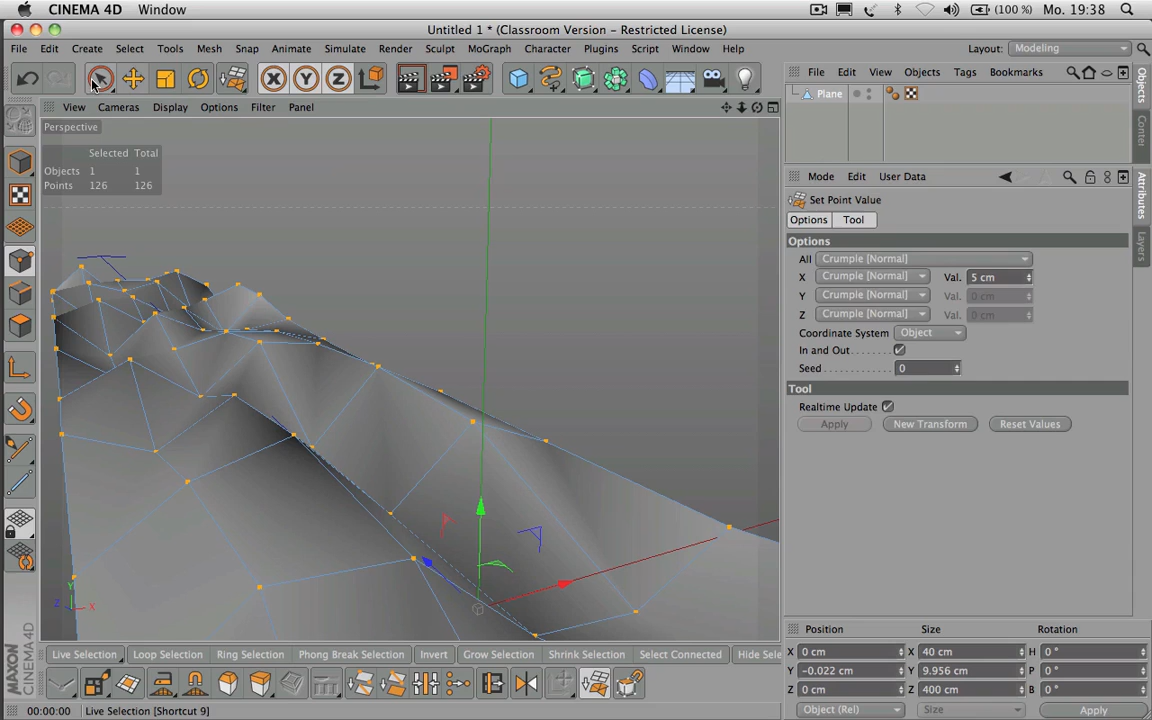 CINEMA 4D Window (100 %) Mo. 19:38
Untitled 1 * (Classroom Version - Restricted License)
File Edit Create Select Tools Mesh Snap Animate Simulate Render Sculpt MoGraph Character Plugins Script Window Help Layout: Modeling
X Y Z
File Edit View Objects Tags Bookmarks
Plane
View Cameras Display Options Filter Panel
Perspective
Selected Total
Objects 1 1
Points 126 126
Mode Edit User Data
Set Point Value
Options Tool
Options
All Crumple [Normal]
X Crumple [Normal] Val. 5 cm
Y Crumple [Normal] Val. 0 cm
Z Crumple [Normal] Val. 0 cm
Coordinate System Object
In and Out
Seed 0
Tool
Realtime Update
Apply New Transform Reset Values
Objects
Attributes
Layers
Y
Z X
Live Selection Loop Selection Ring Selection Phong Break Selection Invert Grow Selection Shrink Selection Select Connected Hide Sele
Position Size Rotation
X 0 cm X 40 cm H 0 °
Y -0.022 cm Y 9.956 cm P 0 °
Z 0 cm Z 400 cm B 0 °
Object (Rel) Size Apply
MAXON CINEMA 4D
00:00:00 Live Selection [Shortcut 9]